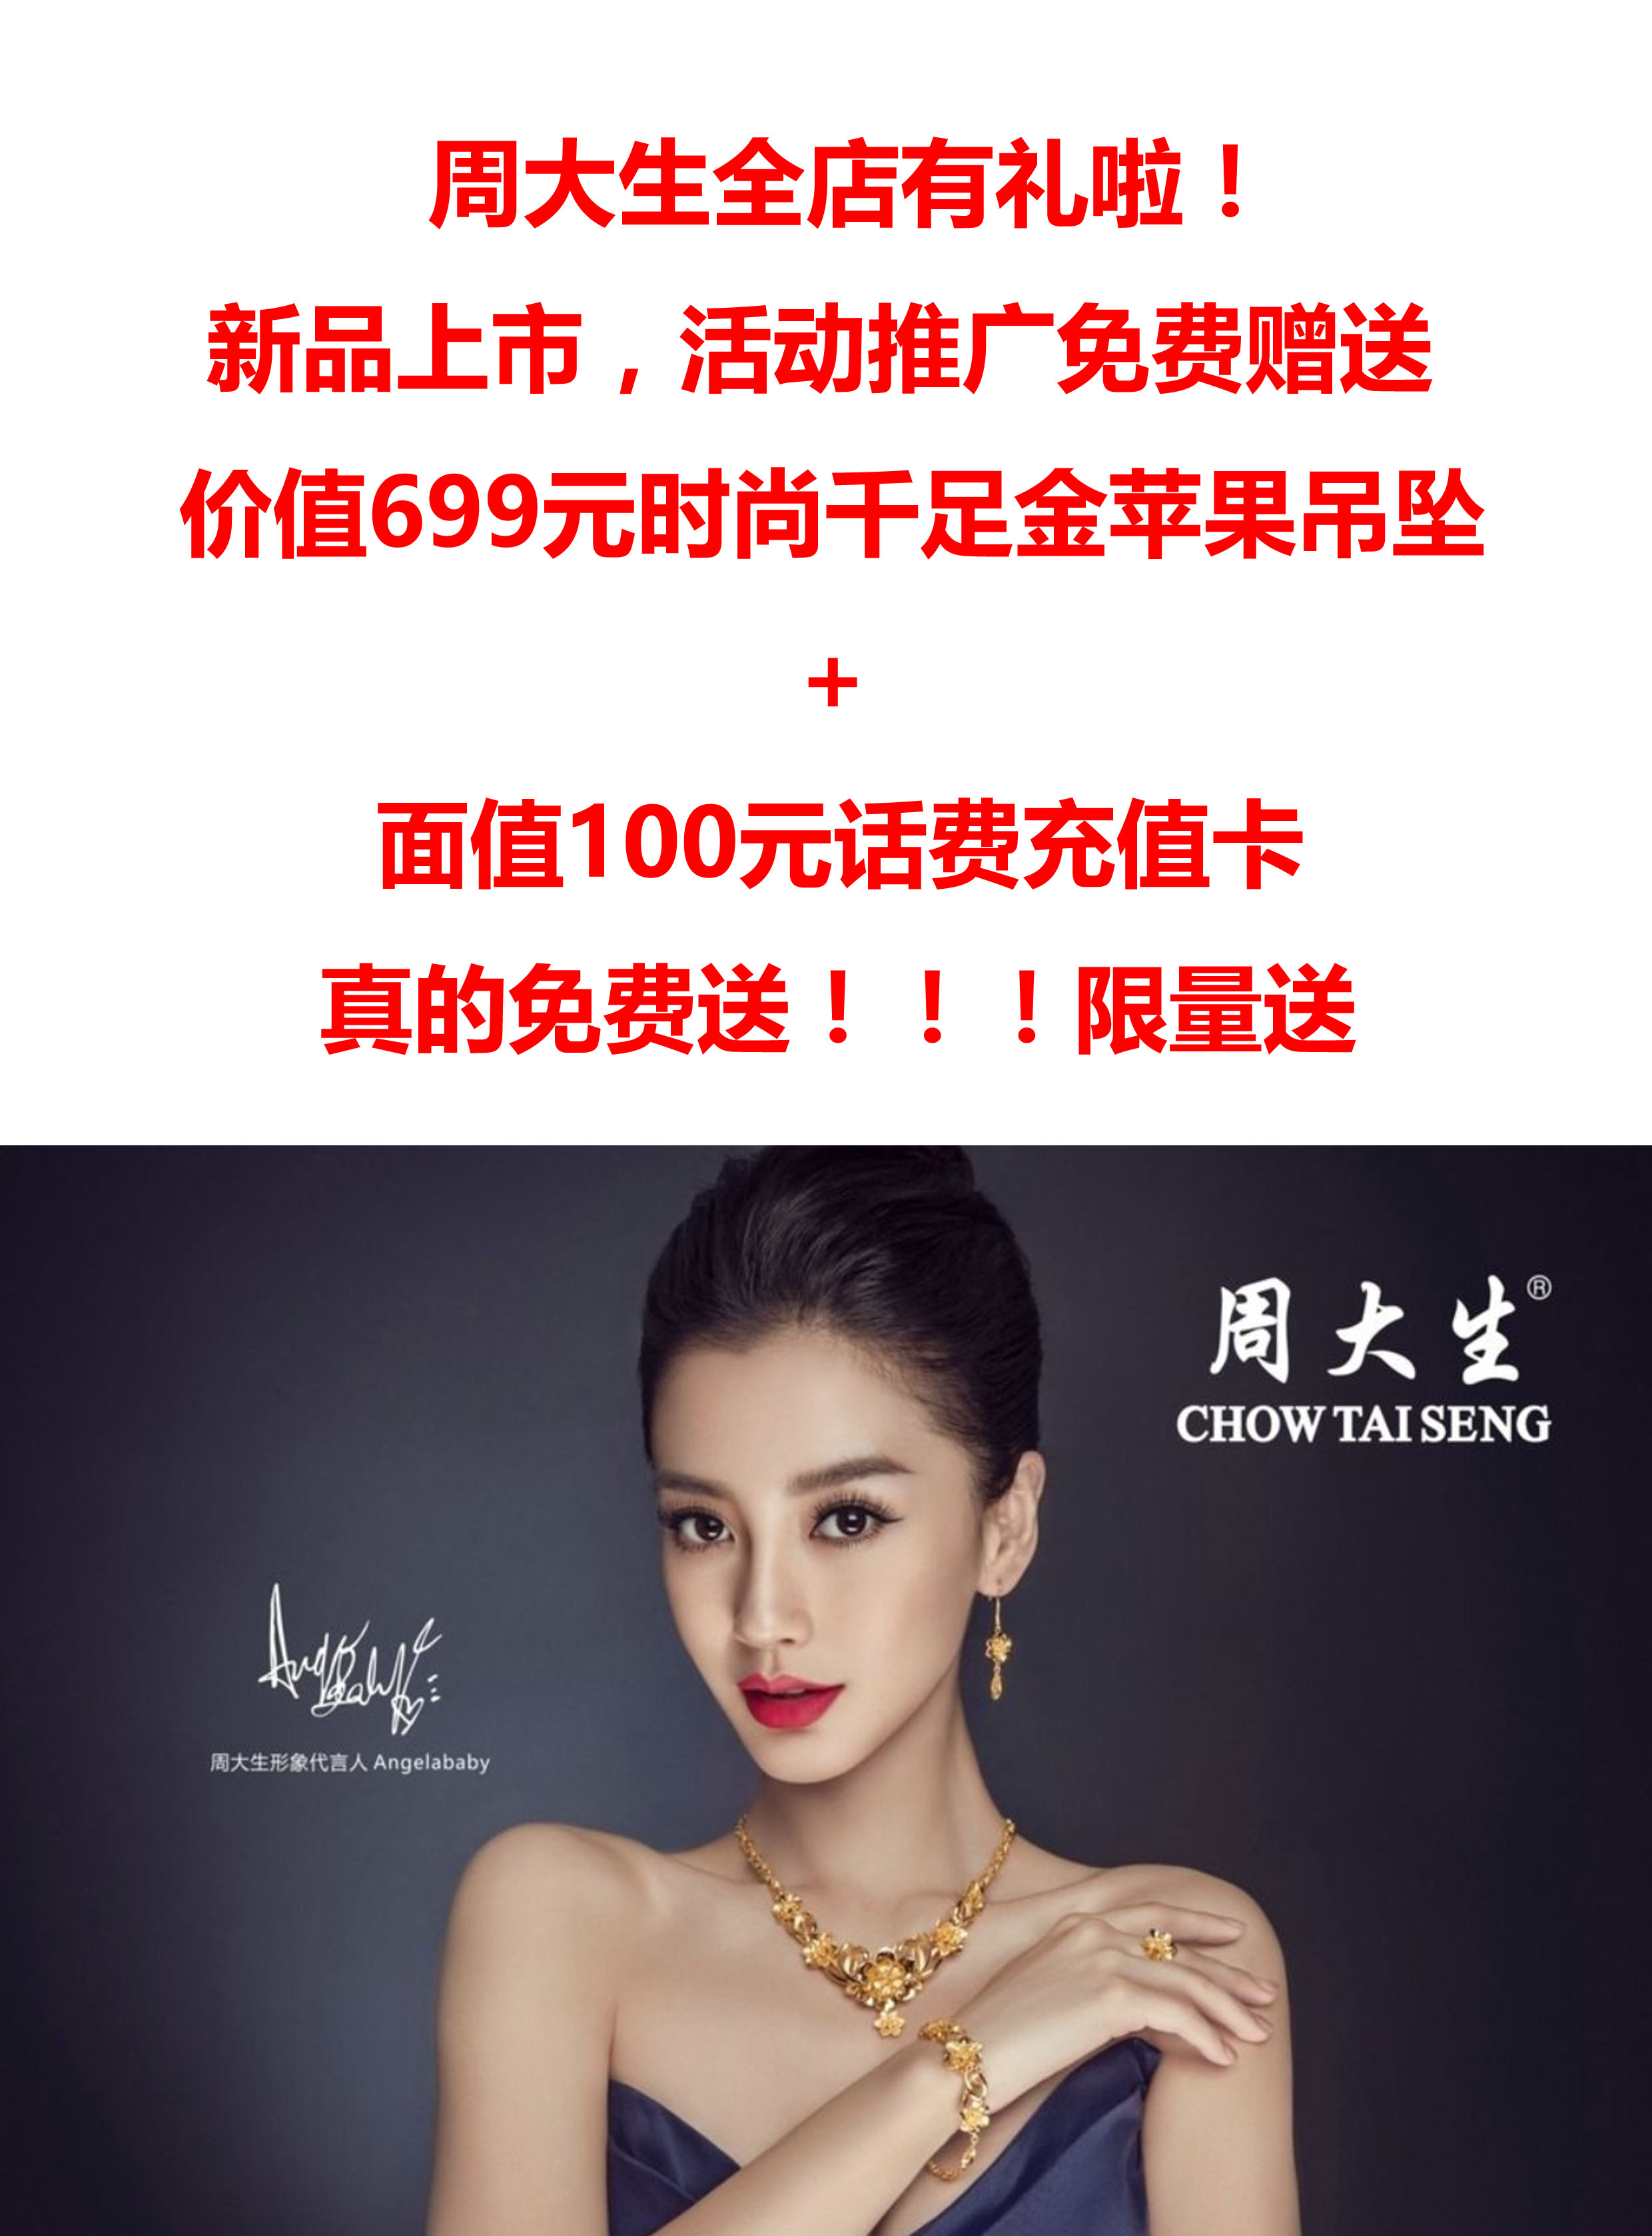 周大生全店有礼啦！
新品上市，活动推广免费赠送
价值699元时尚千足金苹果吊坠
+
面值100元话费充值卡
真的免费送！！！限量送
周大生®
CHOW TAI SENG
AngelaBaby
周大生形象代言人 Angelababy